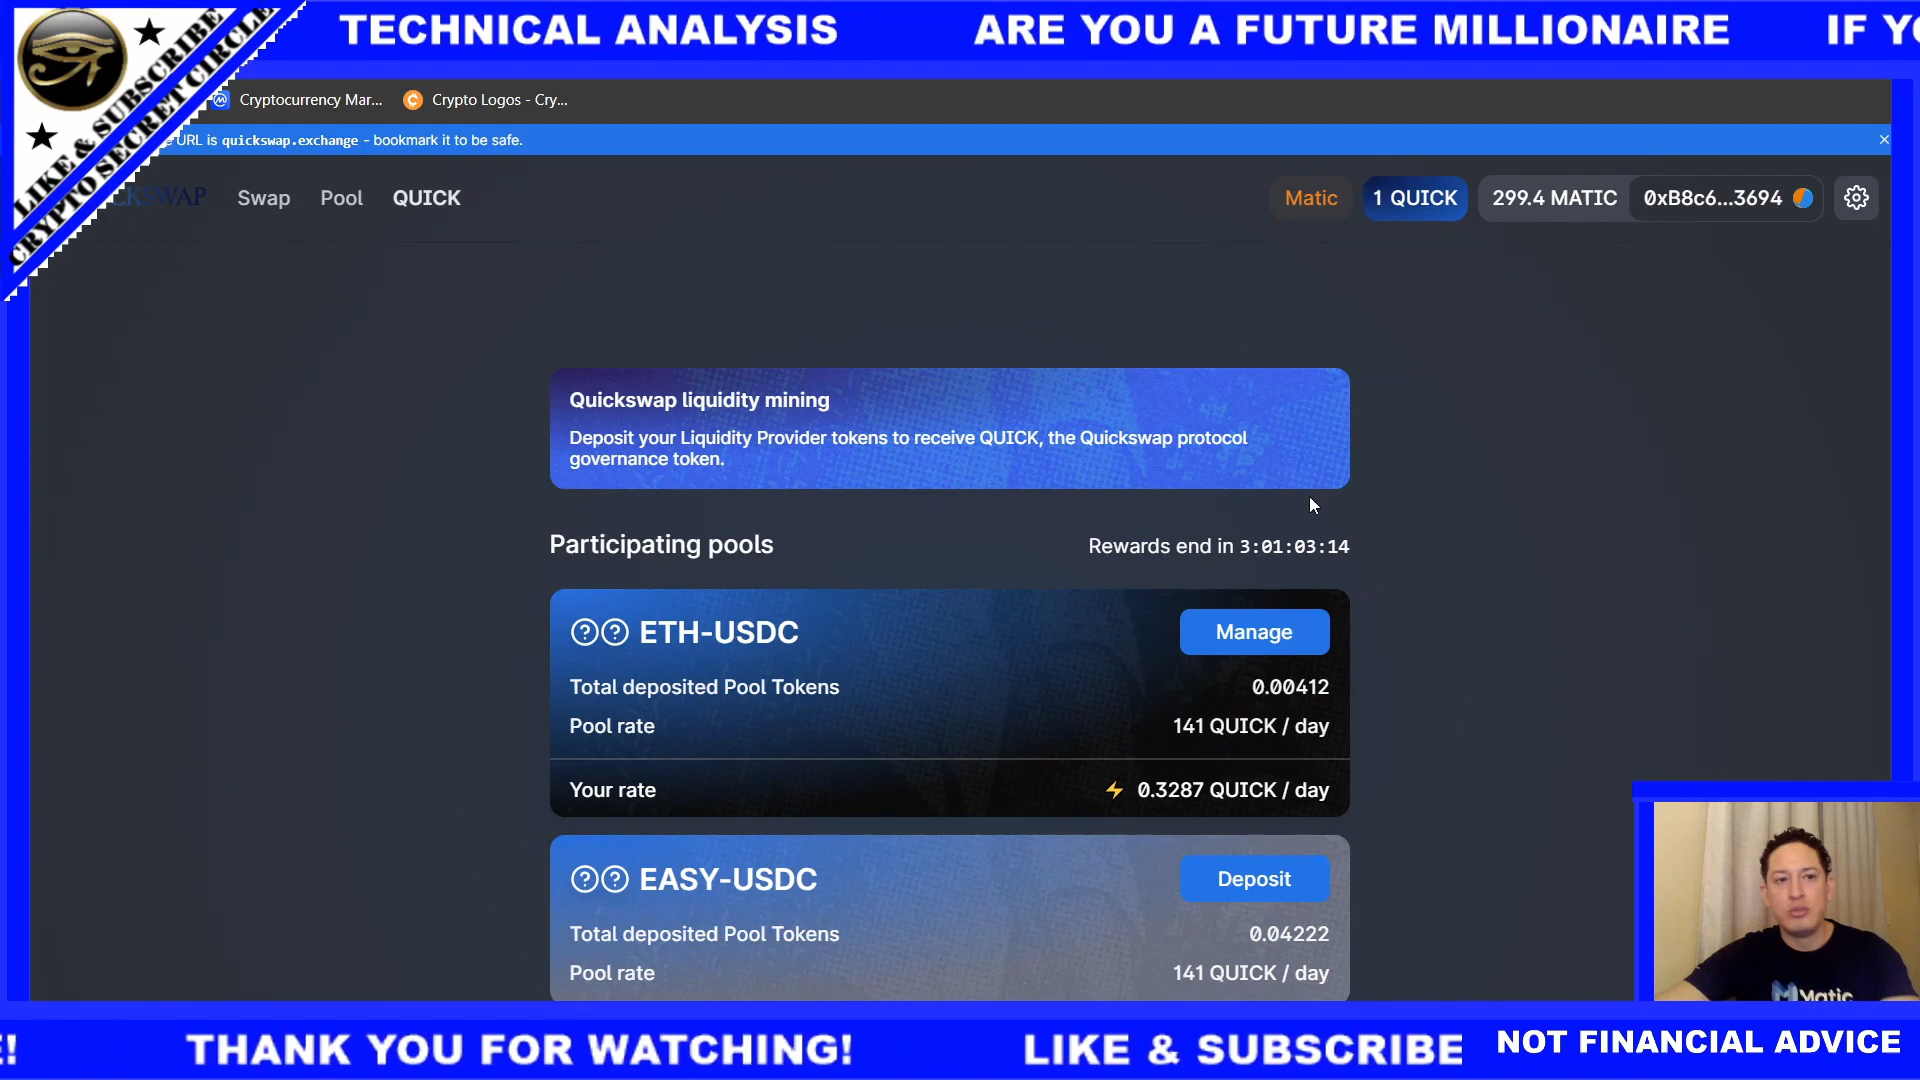 TECHNICAL ANALYSIS ARE YOU A FUTURE MILLIONAIRE IF
LIKE & SUBSCRIBE
CRYPTO SECRET CIRCLE
Cryptocurrency Mar... Crypto Logos - Cry...
URL is quickswap.exchange - bookmark it to be safe.
Swap Pool QUICK Matic 1 QUICK 299.4 MATIC 0xB8c6...3694
Quickswap liquidity mining
Deposit your Liquidity Provider tokens to receive QUICK, the Quickswap protocol
governance token.
Participating pools Rewards end in 3:01:03:14
ETH-USDC Manage
Total deposited Pool Tokens 0.00412
Pool rate 141 QUICK / day
Your rate 0.3287 QUICK / day
EASY-USDC Deposit
Total deposited Pool Tokens 0.04222
Pool rate 141 QUICK / day
Matic
THANK YOU FOR WATCHING! LIKE & SUBSCRIBE NOT FINANCIAL ADVICE